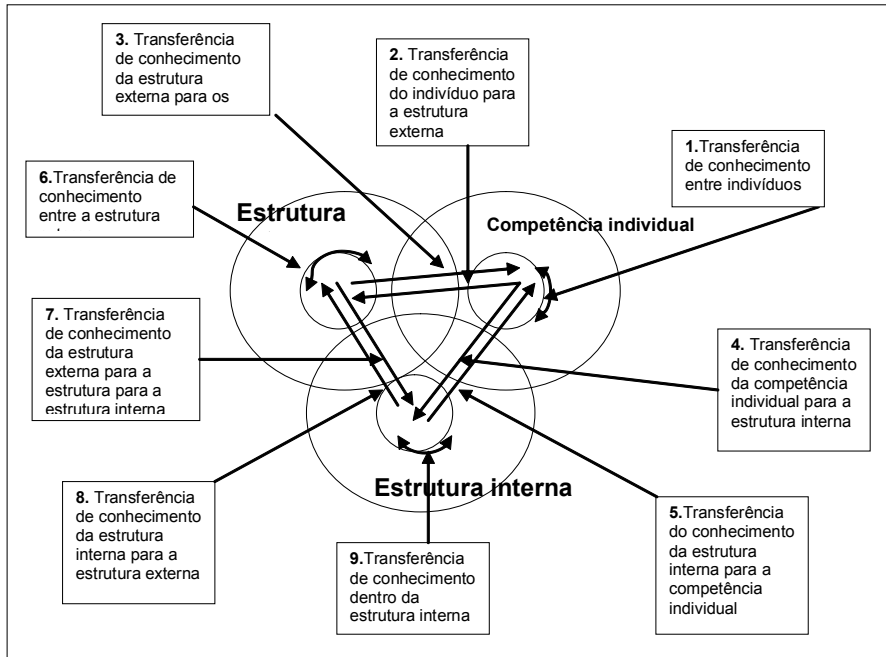 3. Transferência
de conhecimento
da estrutura
externa para os
2. Transferência
de conhecimento
do indivíduo para
a estrutura
externa
1.Transferência
de conhecimento
entre indivíduos
6.Transferência de
conhecimento
entre a estrutura
Estrutura
Competência individual
7. Transferência
de conhecimento
da estrutura
externa para a
estrutura para a
estrutura interna
4. Transferência
de conhecimento
da competência
individual para a
estrutura interna
Estrutura interna
8. Transferência
de conhecimento
da estrutura
interna para a
estrutura externa
9.Transferência
de conhecimento
dentro da
estrutura interna
5.Transferência
do conhecimento
da estrutura
interna para a
competência
individual